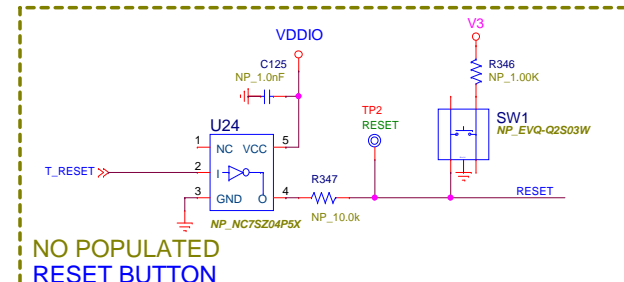 V3
VDDIO
C125
NP_1.0nF
R346
NP_1.00K
TP2
RESET
SW1
NP_EVQ-Q2S03W
U24
1
NC
VCC
5
T_RESET
2
I
R347
RESET
3
GND
O
4
NP_10.0k
NP_NC7SZ04P5X
NO POPULATED
RESET BUTTON